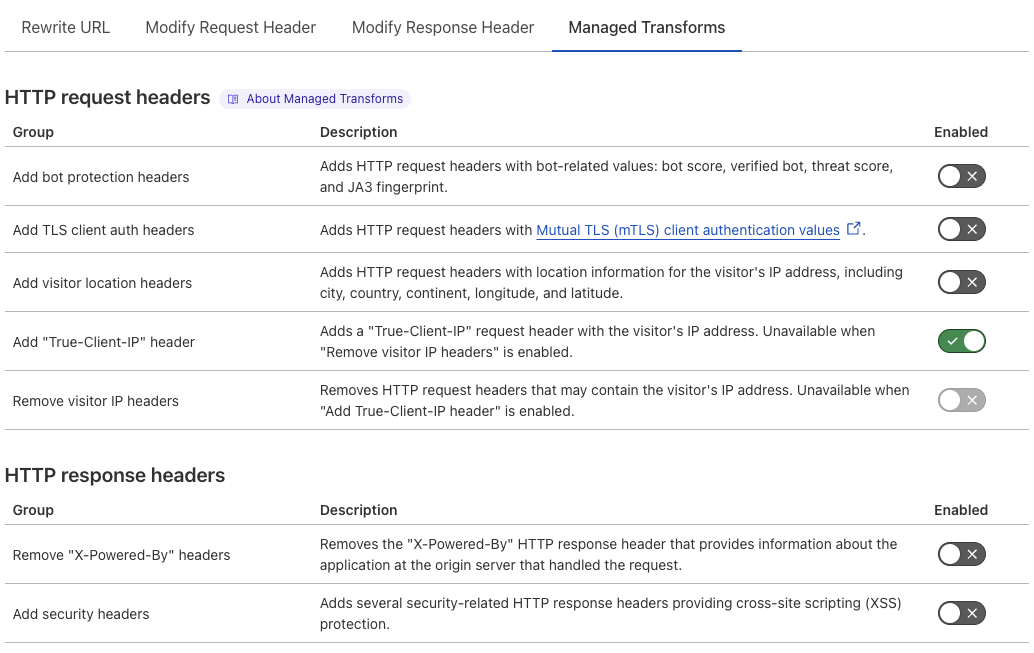 Rewrite URL Modify Request Header Modify Response Header Managed Transforms
HTTP request headers About Managed Transforms
Group Description Enabled
Add bot protection headers
Adds HTTP request headers with bot-related values: bot score, verified bot, threat score,
and JA3 fingerprint.
Add TLS client auth headers Adds HTTP request headers with Mutual TLS (mTLS) client authentication values .
Add visitor location headers
Adds HTTP request headers with location information for the visitor's IP address, including
city, country, continent, longitude, and latitude.
Add "True-Client-IP" header
Adds a "True-Client-IP" request header with the visitor's IP address. Unavailable when
"Remove visitor IP headers" is enabled.
Remove visitor IP headers
Removes HTTP request headers that may contain the visitor's IP address. Unavailable when
"Add True-Client-IP header" is enabled.
HTTP response headers
Group Description Enabled
Remove "X-Powered-By" headers
Removes the "X-Powered-By" HTTP response header that provides information about the
application at the origin server that handled the request.
Add security headers
Adds several security-related HTTP response headers providing cross-site scripting (XSS)
protection.